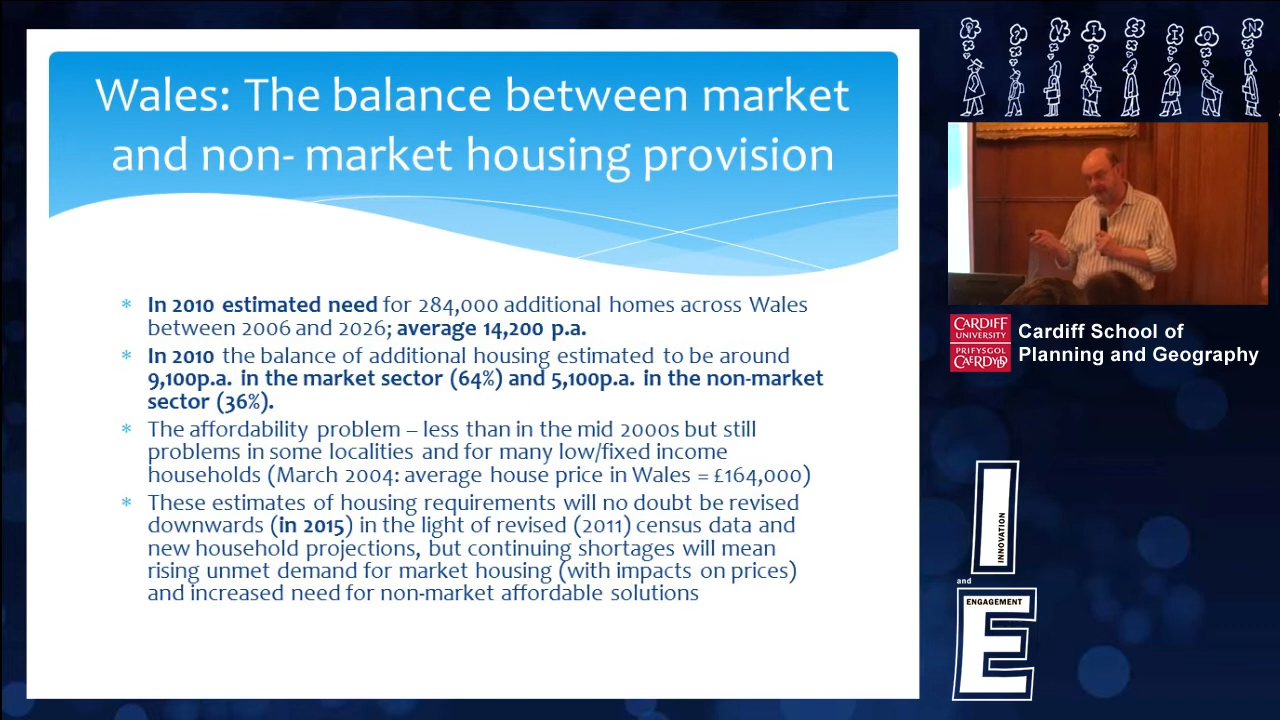 Wales: The balance between market
and non- market housing provision
In 2010 estimated need for 284,000 additional homes across Wales
between 2006 and 2026; average 14,200 p.a.
In 2010 the balance of additional housing estimated to be around
9,100p.a. in the market sector (64%) and 5,100p.a. in the non-market
sector (36%).
The affordability problem – less than in the mid 2000s but still
problems in some localities and for many low/fixed income
households (March 2004: average house price in Wales = £164,000)
These estimates of housing requirements will no doubt be revised
downwards (in 2015) in the light of revised (2011) census data and
new household projections, but continuing shortages will mean
rising unmet demand for market housing (with impacts on prices)
and increased need for non-market affordable solutions
CARDIFF
UNIVERSITY
PRIFYSGOL
CAERDYDD
Cardiff School of
Planning and Geography
I
INNOVATION
and
ENGAGEMENT
E